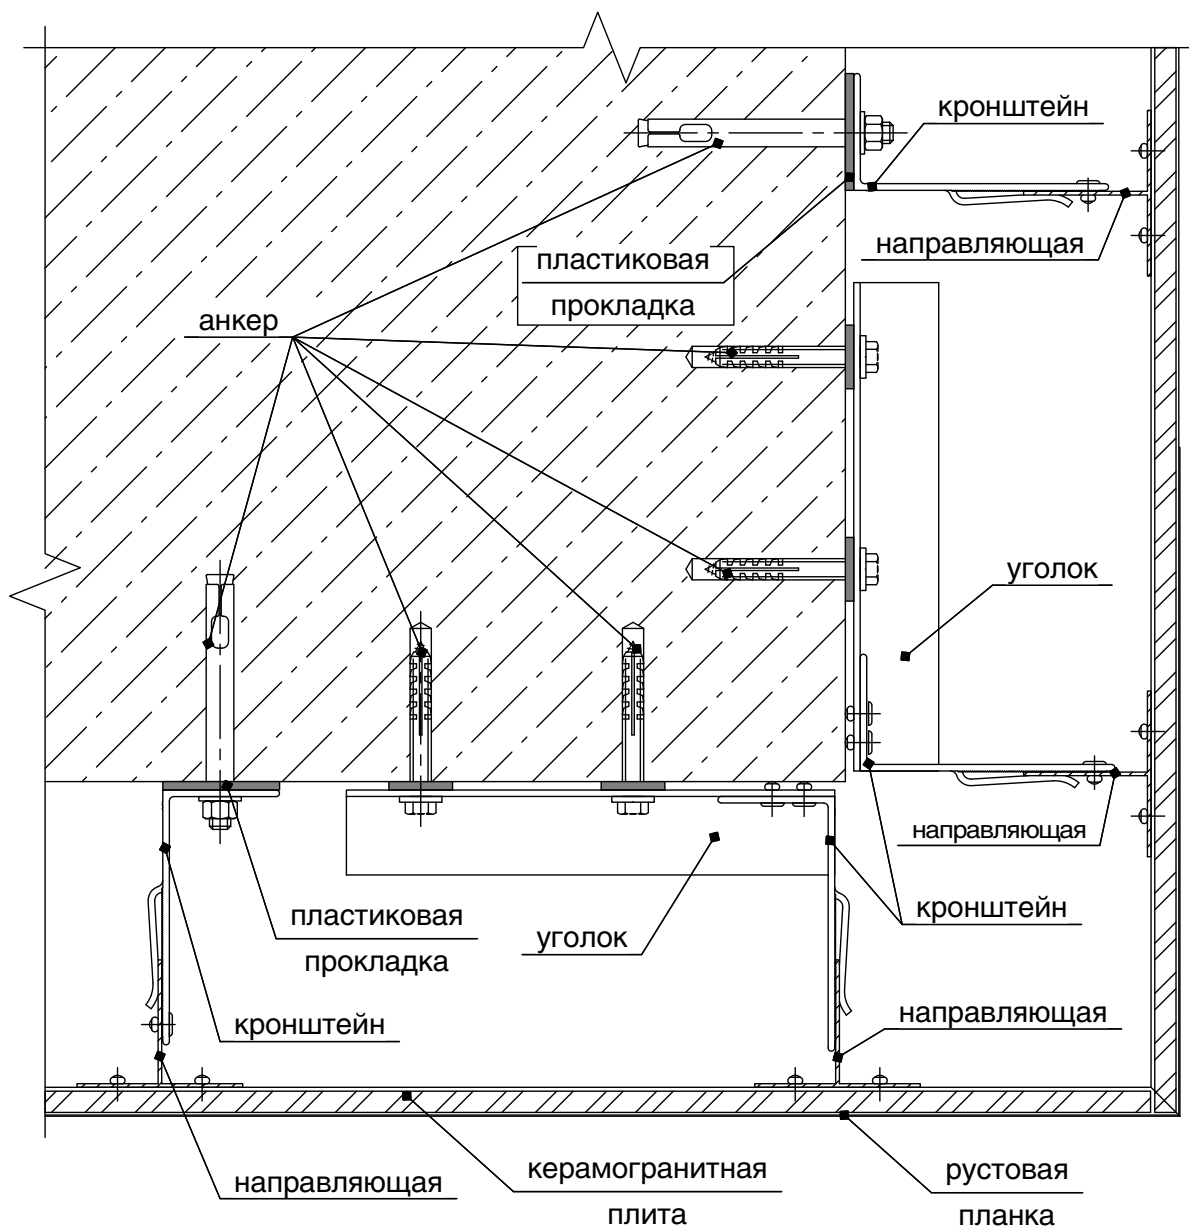 кронштейн
направляющая
пластиковая
прокладка
анкер
уголок
направляющая
кронштейн
пластиковая
прокладка
уголок
направляющая
кронштейн
направляющая
керамогранитная
плита
рустовая
планка